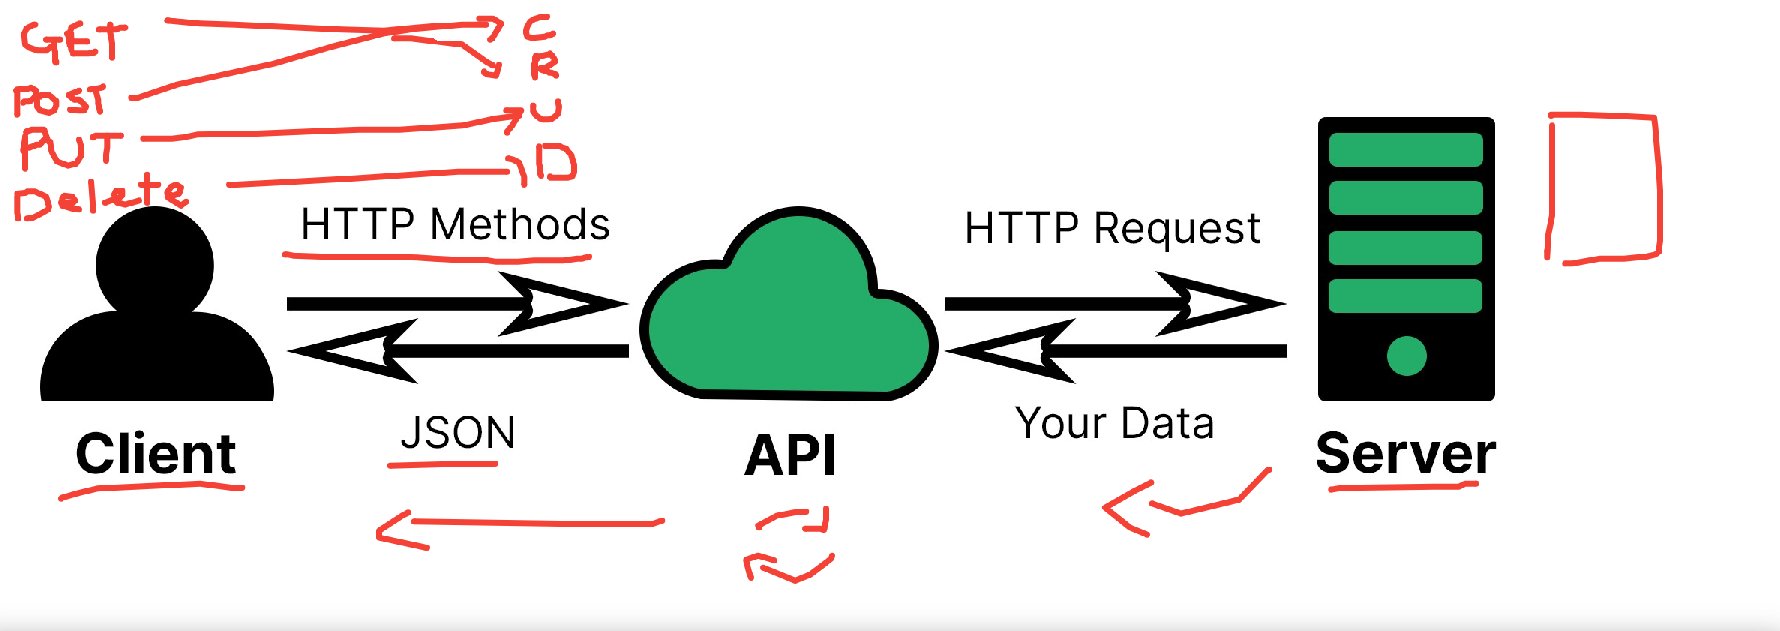 GET
C
R
POST
U
PUT
D
Delete
HTTP Methods
HTTP Request
JSON
Your Data
Client
API
Server